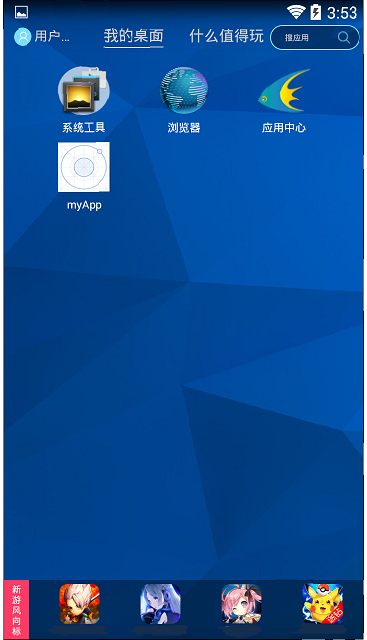 3:53
用户...
我的桌面
什么值得玩
搜应用
系统工具
浏览器
应用中心
myApp
新游风向标